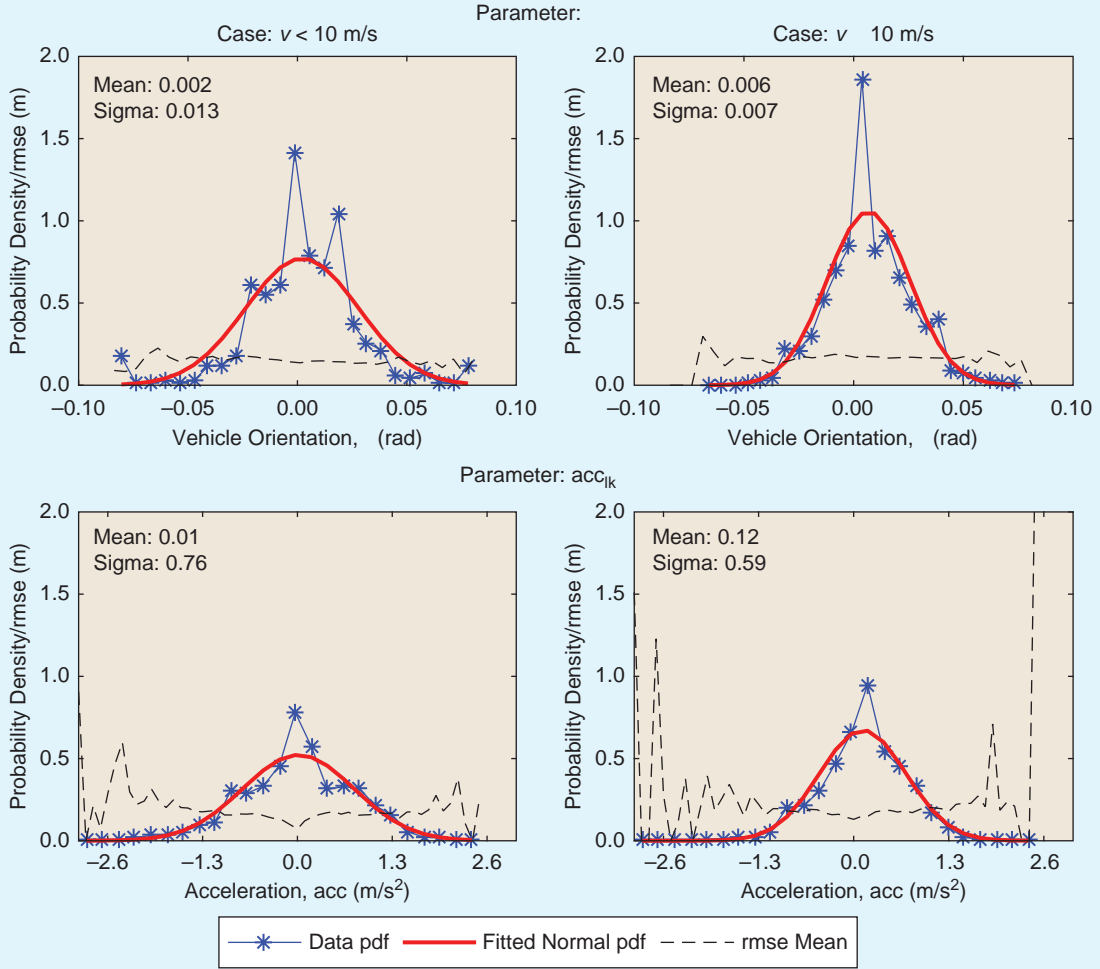 Parameter:
Case: v < 10 m/s
Case: v 10 m/s
Probability Density/rmse (m)
2.0
1.5
1.0
0.5
0.0
Mean: 0.002
Sigma: 0.013
–0.10 –0.05 0.00 0.05 0.10
Vehicle Orientation, (rad)
Probability Density/rmse (m)
2.0
1.5
1.0
0.5
0.0
Mean: 0.006
Sigma: 0.007
–0.10 –0.05 0.00 0.05 0.10
Vehicle Orientation, (rad)
Parameter: acclk
Probability Density/rmse (m)
2.0
1.5
1.0
0.5
0.0
Mean: 0.01
Sigma: 0.76
–2.6 –1.3 0.0 1.3 2.6
Acceleration, acc (m/s²)
Probability Density/rmse (m)
2.0
1.5
1.0
0.5
0.0
Mean: 0.12
Sigma: 0.59
–2.6 –1.3 0.0 1.3 2.6
Acceleration, acc (m/s²)
Data pdf Fitted Normal pdf rmse Mean